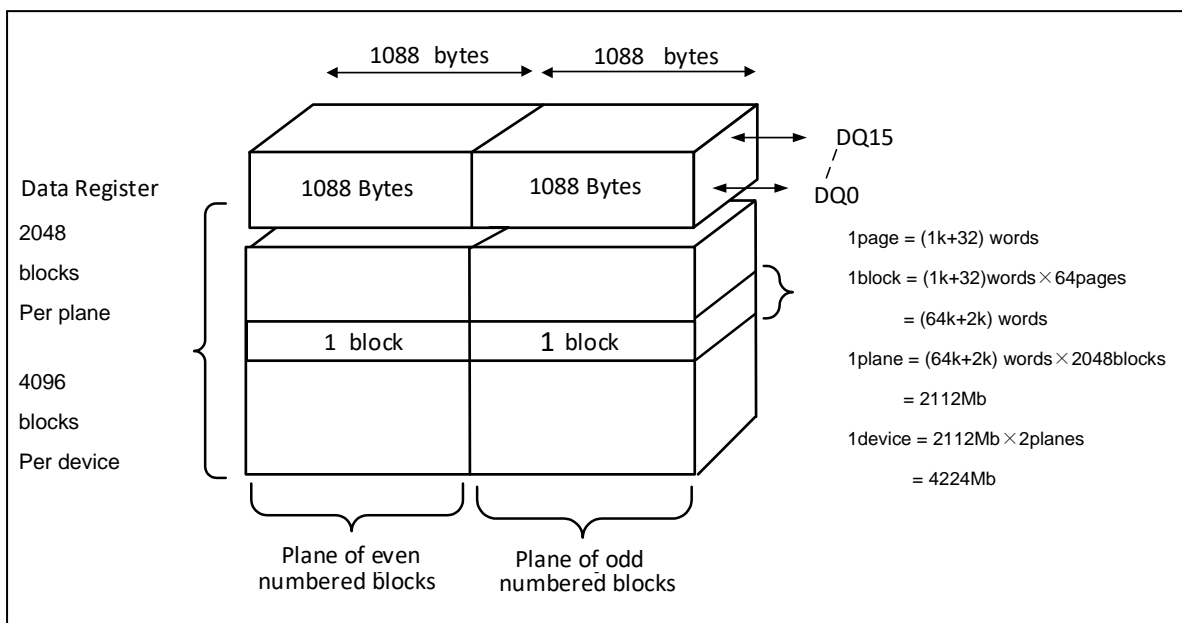 1088 bytes
1088 bytes
DQ15
DQ0
Data Register
1088 Bytes
1088 Bytes
2048
blocks
Per plane
4096
blocks
Per device
1 block
1 block
1page = (1k+32) words
1block = (1k+32)words×64pages
= (64k+2k) words
1plane = (64k+2k) words×2048blocks
= 2112Mb
1device = 2112Mb×2planes
= 4224Mb
Plane of even
numbered blocks
Plane of odd
numbered blocks